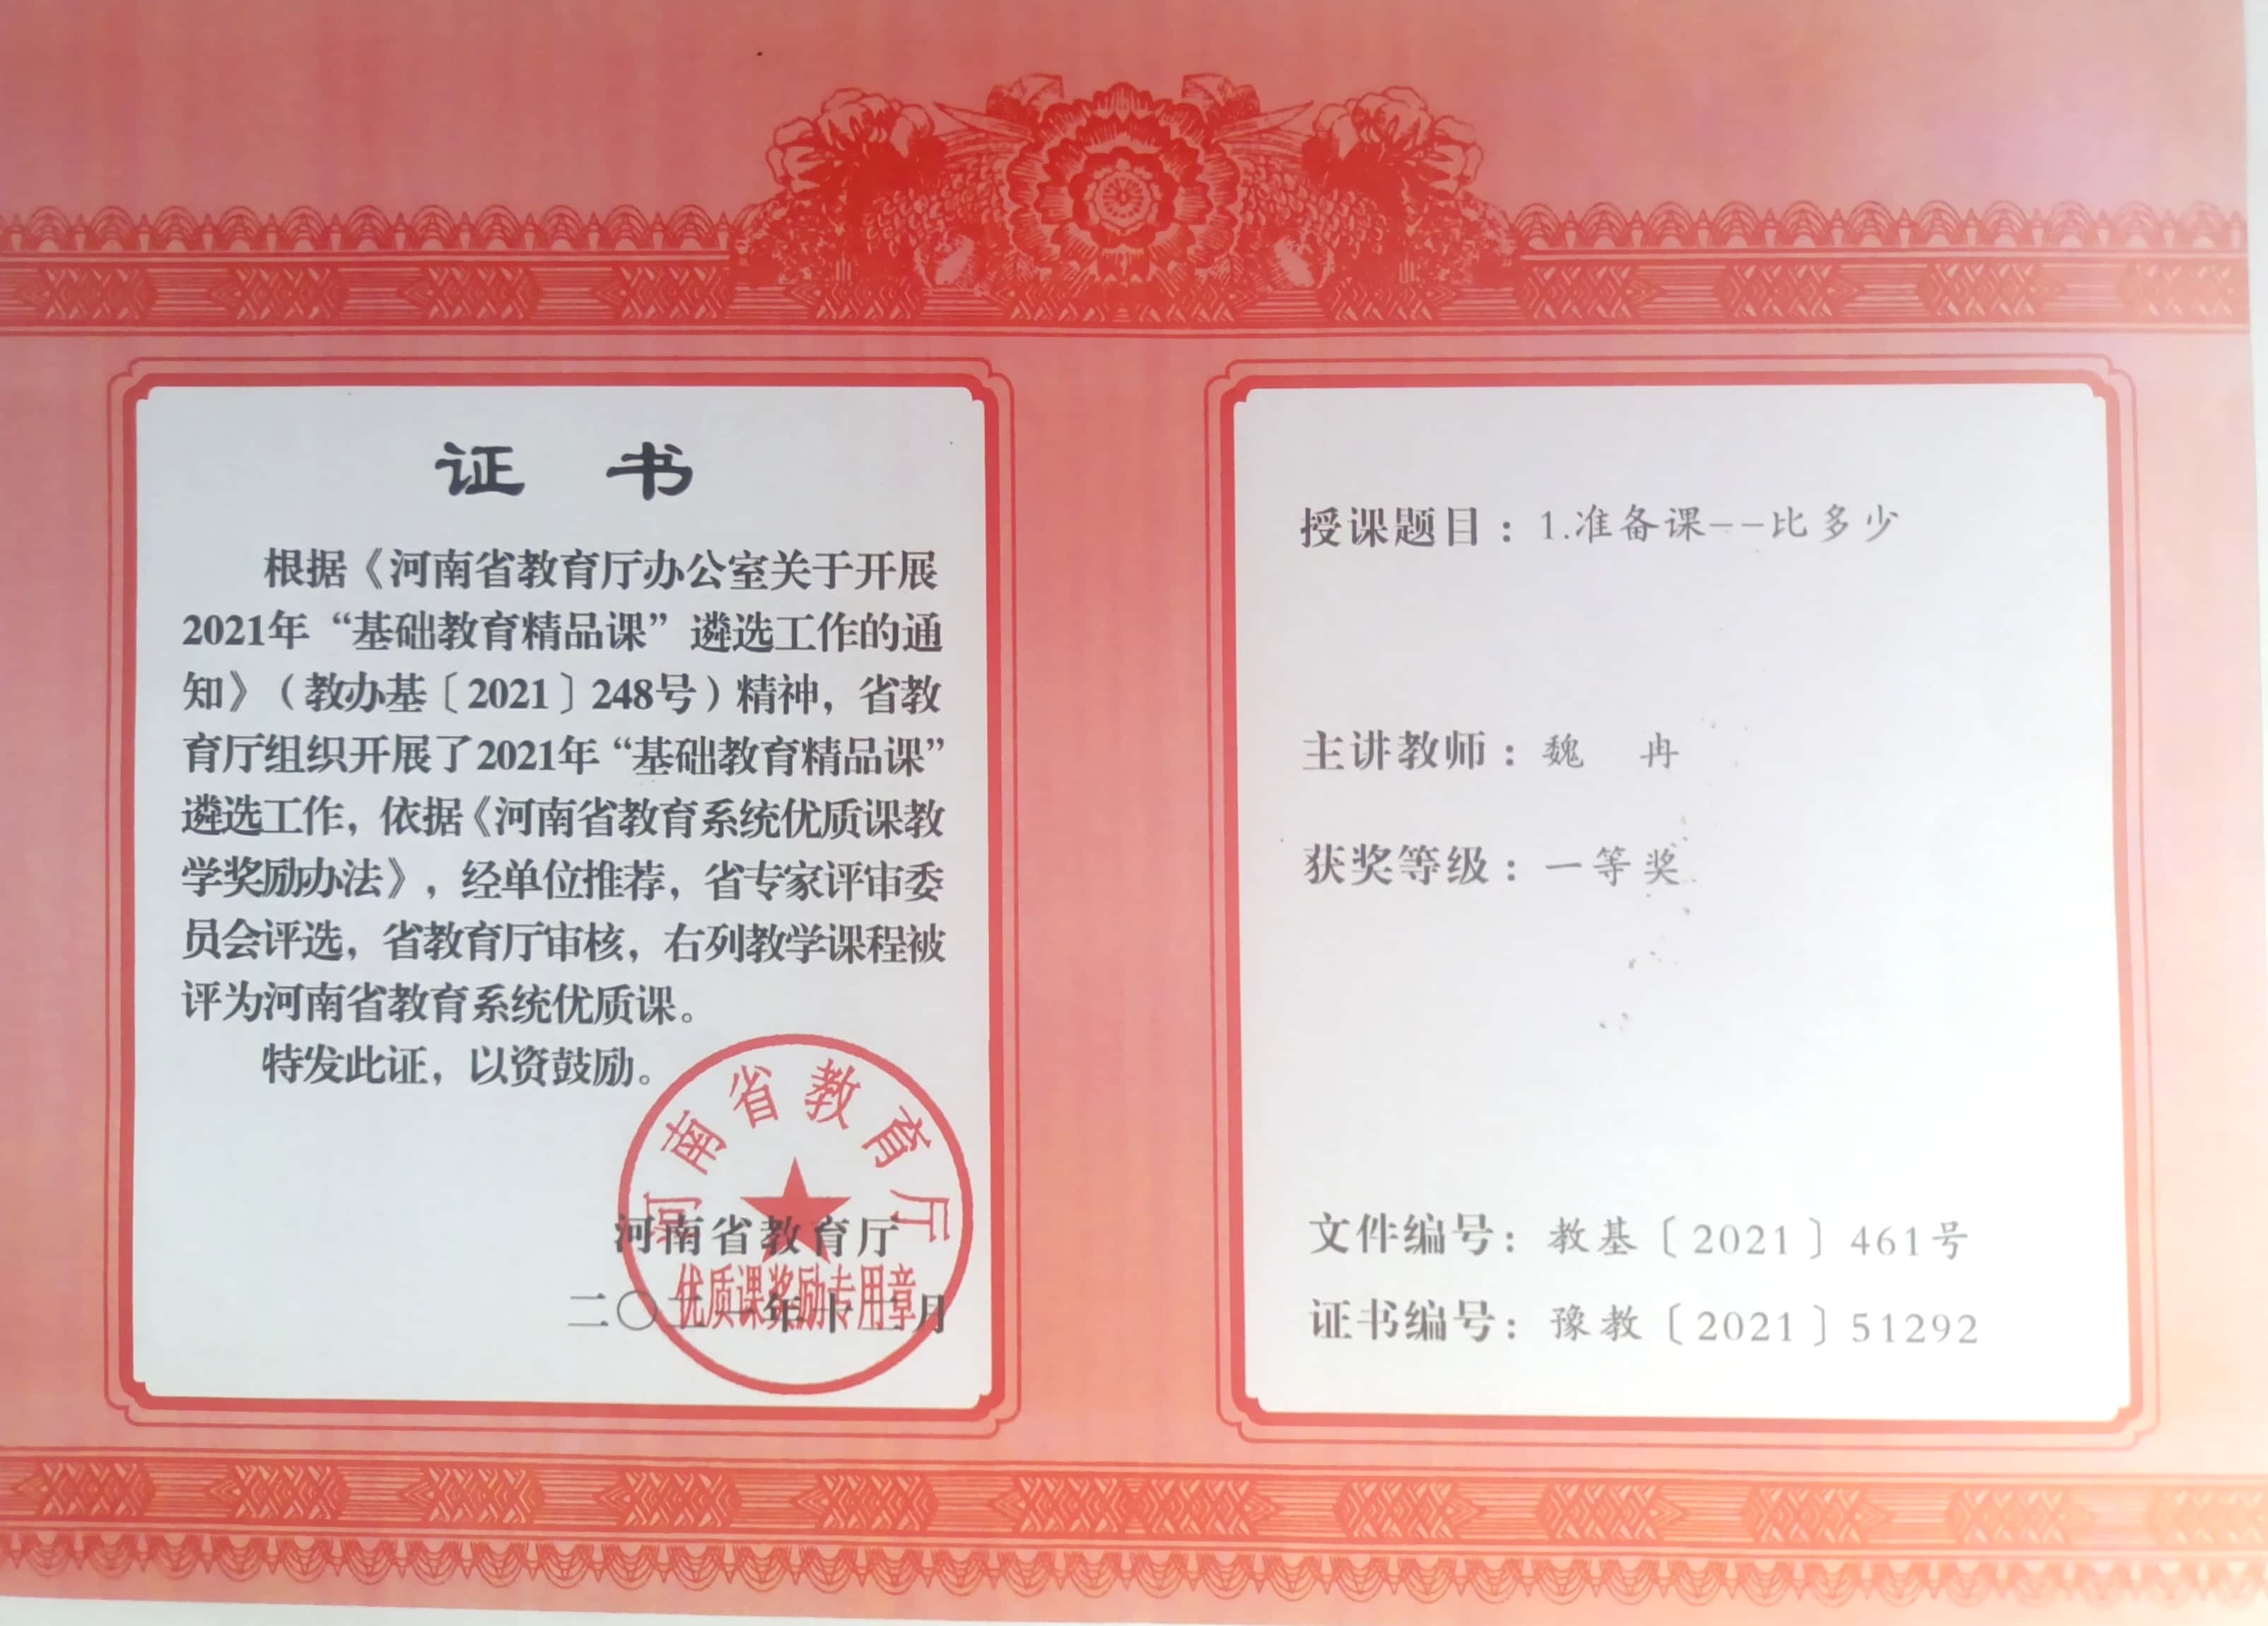 证 书
根据《河南省教育厅办公室关于开展
2021年“基础教育精品课”遴选工作的通
知》（教办基〔2021〕248号）精神，省教
育厅组织开展了2021年“基础教育精品课”
遴选工作，依据《河南省教育系统优质课教
学奖励办法》，经单位推荐，省专家评审委
员会评选，省教育厅审核，右列教学课程被
评为河南省教育系统优质课。
特发此证，以资鼓励。
河南省教育厅
二〇二一年十二月
河南省教育厅
优质课奖励专用章
授课题目：1.准备课--比多少
主讲教师：魏 冉
获奖等级：一等奖
文件编号：教基〔2021〕461号
证书编号：豫教〔2021〕51292